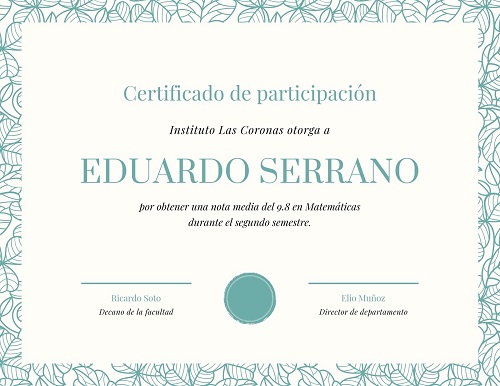 Certificado de participación
Instituto Las Coronas otorga a
EDUARDO SERRANO
por obtener una nota media del 9.8 en Matemáticas
durante el segundo semestre.
Ricardo Soto
Decano de la facultad
Elio Muñoz
Director de departamento